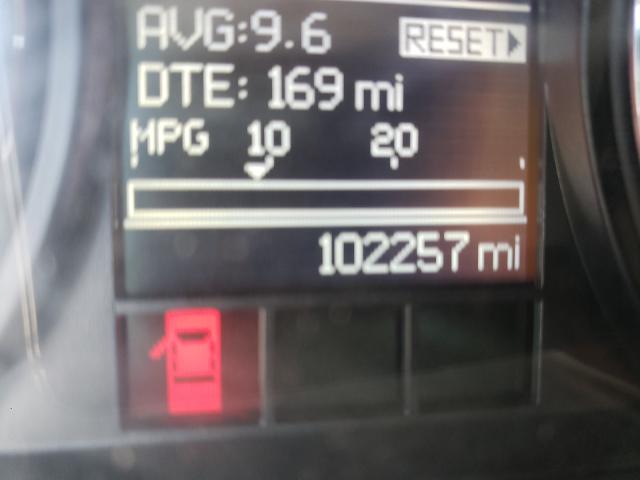 AVG:9.6 RESET
DTE: 169 mi
MPG 10 20
102257 mi